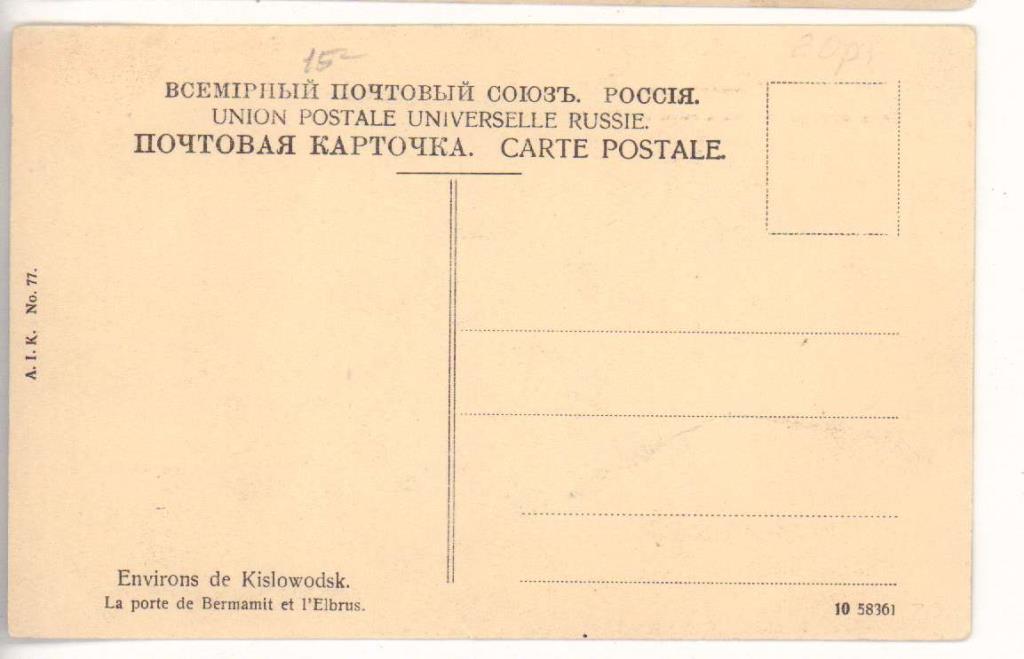 15-
ВСЕМІРНЫЙ ПОЧТОВЫЙ СОЮЗЪ. РОССІЯ.
UNION POSTALE UNIVERSELLE RUSSIE.
ПОЧТОВАЯ КАРТОЧКА. CARTE POSTALE.
A. I. K. No. 77.
Environs de Kislowodsk.
La porte de Bermamit et l'Elbrus.
10 58361